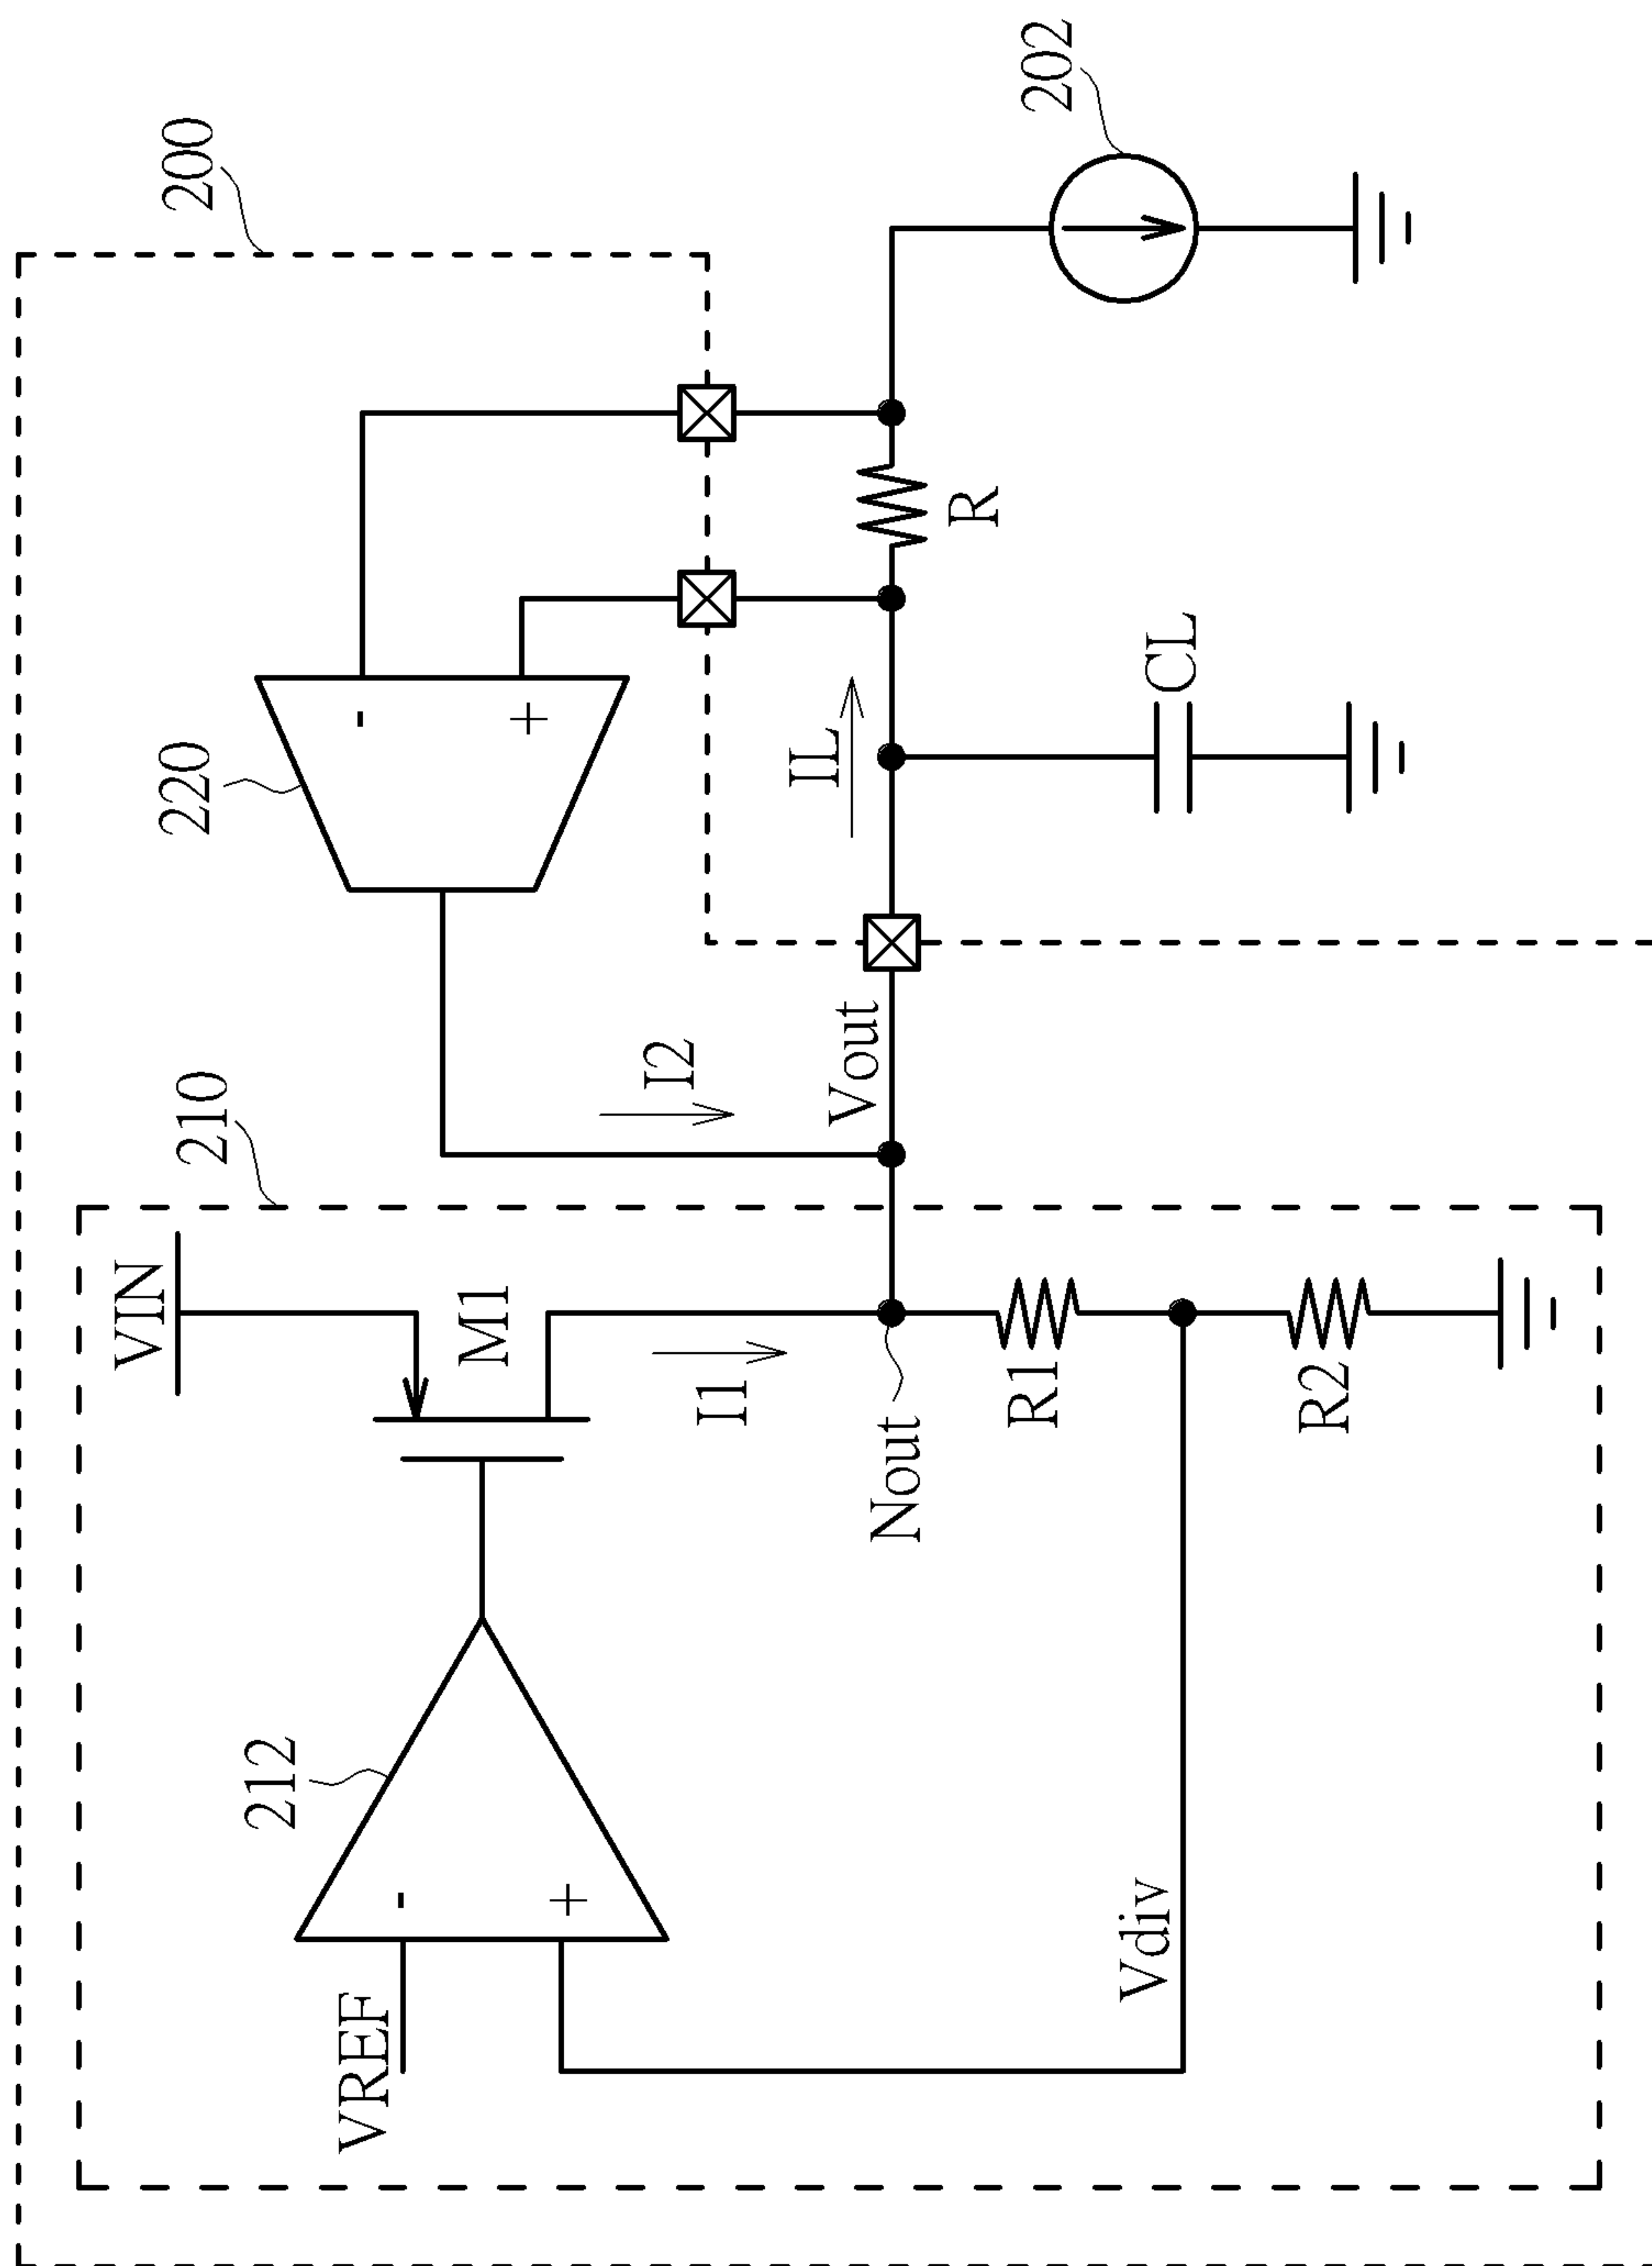 200
210
VIN
220
-
+
212
-
+
VREF
M1
I1
I2
Vout
IL
R
202
Nout
R1
CL
Vdiv
R2